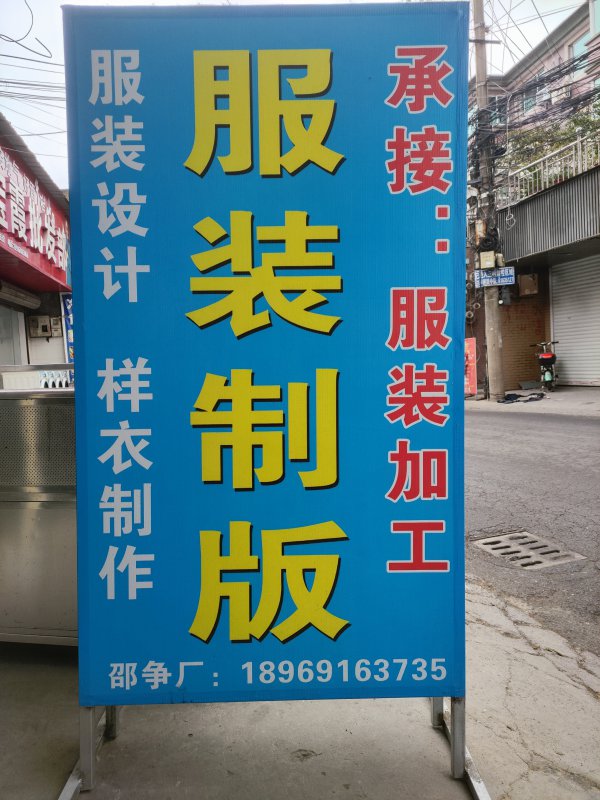 承接：服装加工
服装制版
服装设计 样衣制作
邵争厂：18969163735